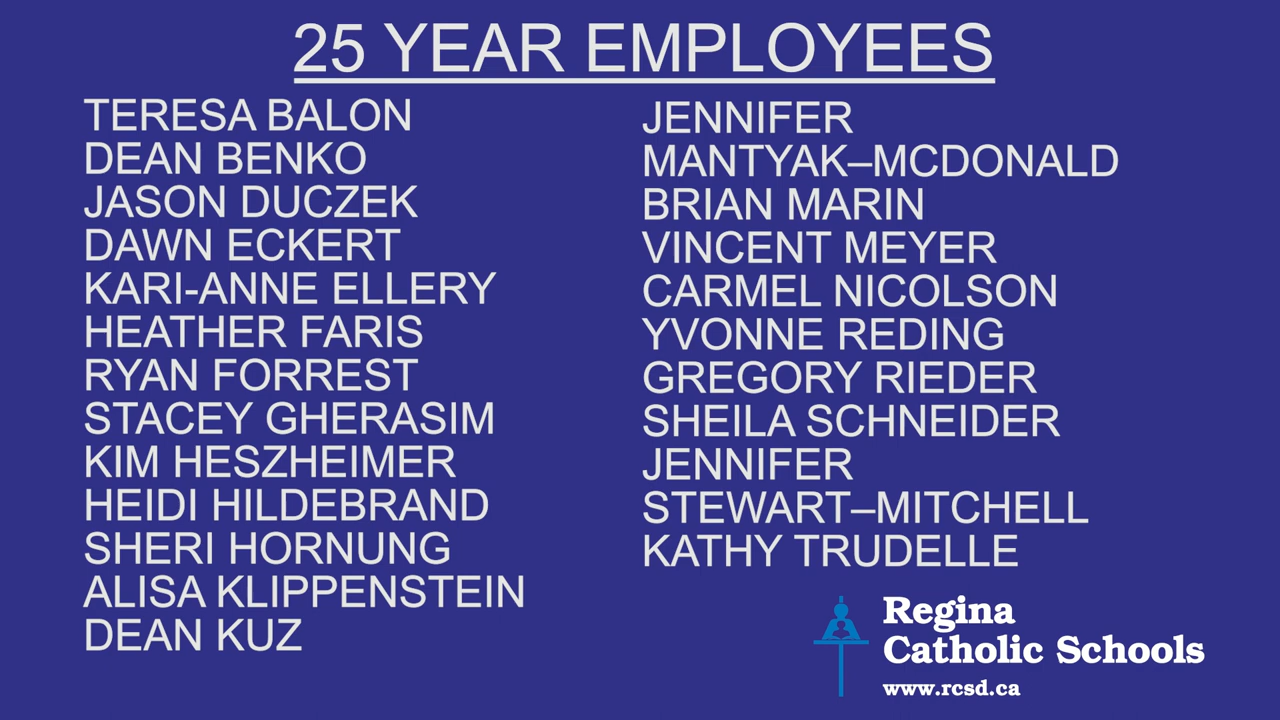 25 YEAR EMPLOYEES
TERESA BALON
DEAN BENKO
JASON DUCZEK
DAWN ECKERT
KARI-ANNE ELLERY
HEATHER FARIS
RYAN FORREST
STACEY GHERASIM
KIM HESZHEIMER
HEIDI HILDEBRAND
SHERI HORNUNG
ALISA KLIPPENSTEIN
DEAN KUZ
JENNIFER
MANTYAK–MCDONALD
BRIAN MARIN
VINCENT MEYER
CARMEL NICOLSON
YVONNE REDING
GREGORY RIEDER
SHEILA SCHNEIDER
JENNIFER
STEWART–MITCHELL
KATHY TRUDELLE
Regina
Catholic Schools
www.rcsd.ca